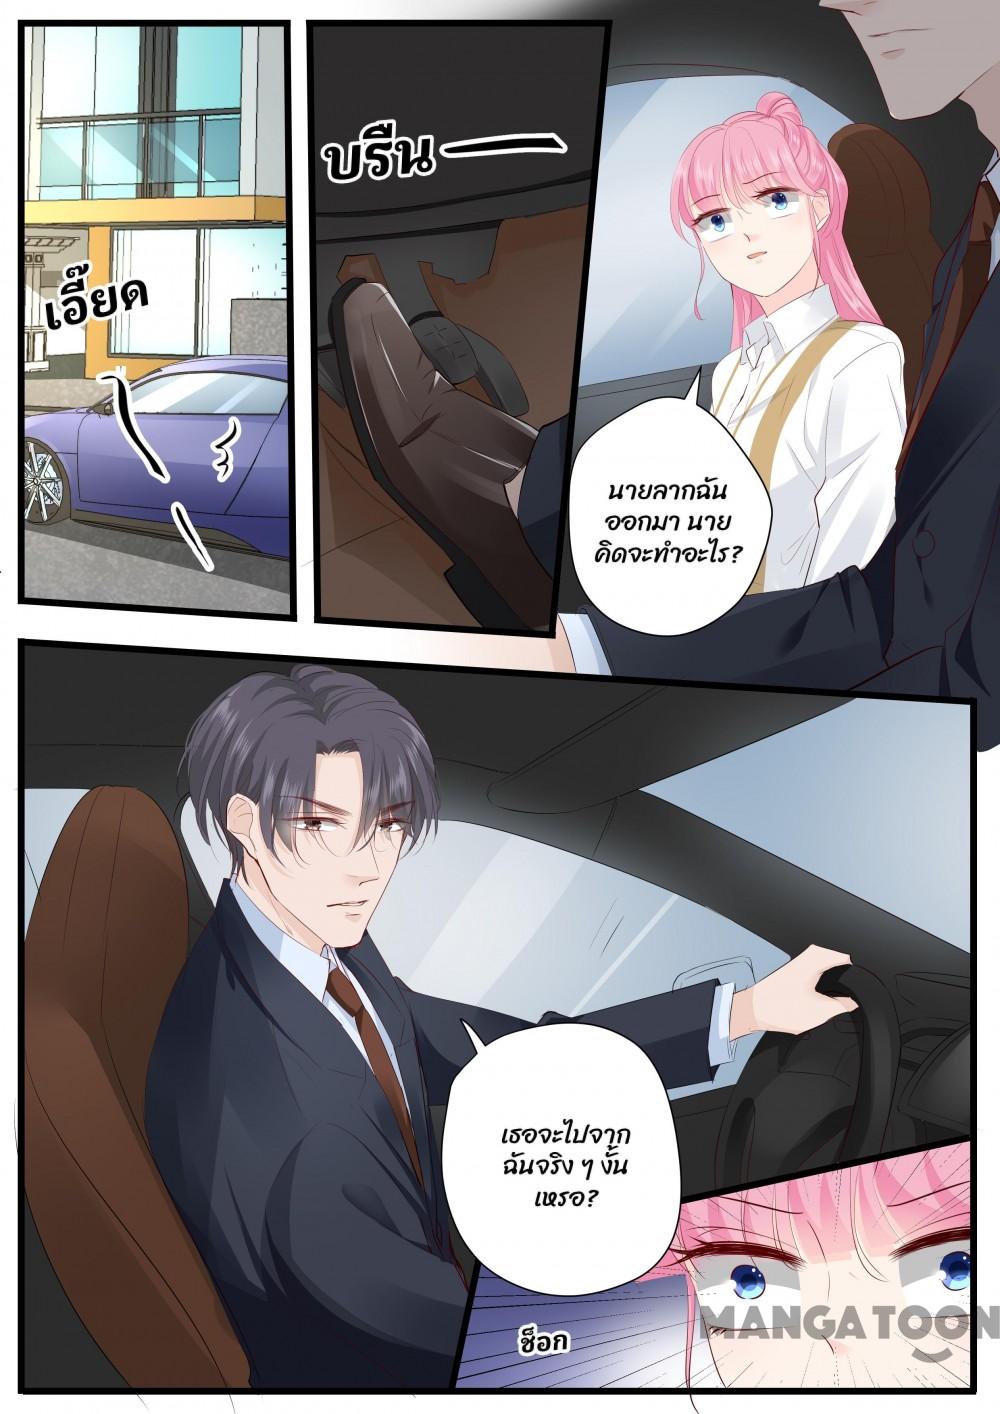 เอี๊ยด
บรืน
นายลากฉัน
ออกมา นาย
คิดจะทำอะไร?
เธอจะไปจาก
ฉันจริง ๆ งั้น
เหรอ?
ช็อก
MANGATOON